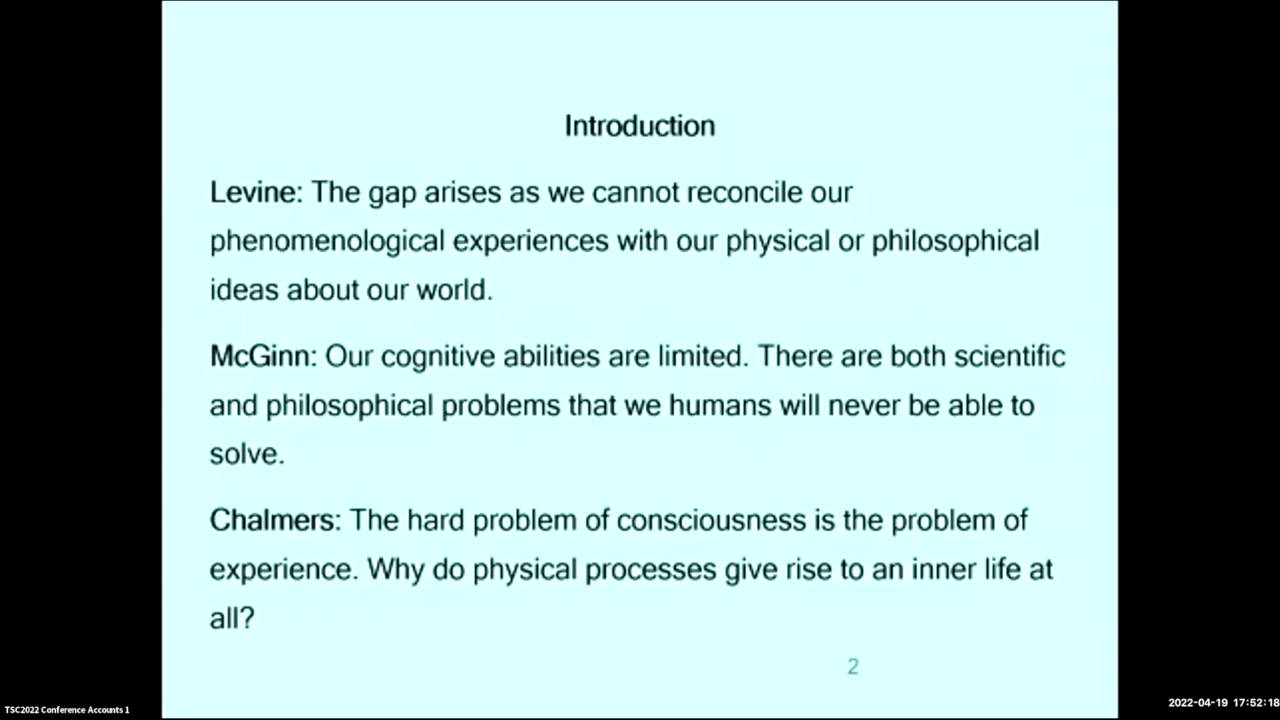 Introduction
Levine: The gap arises as we cannot reconcile our
phenomenological experiences with our physical or philosophical
ideas about our world.
McGinn: Our cognitive abilities are limited. There are both scientific
and philosophical problems that we humans will never be able to
solve.
Chalmers: The hard problem of consciousness is the problem of
experience. Why do physical processes give rise to an inner life at
all?
2
TSC2022 Conference Accounts 1
2022-04-19 17:52:18